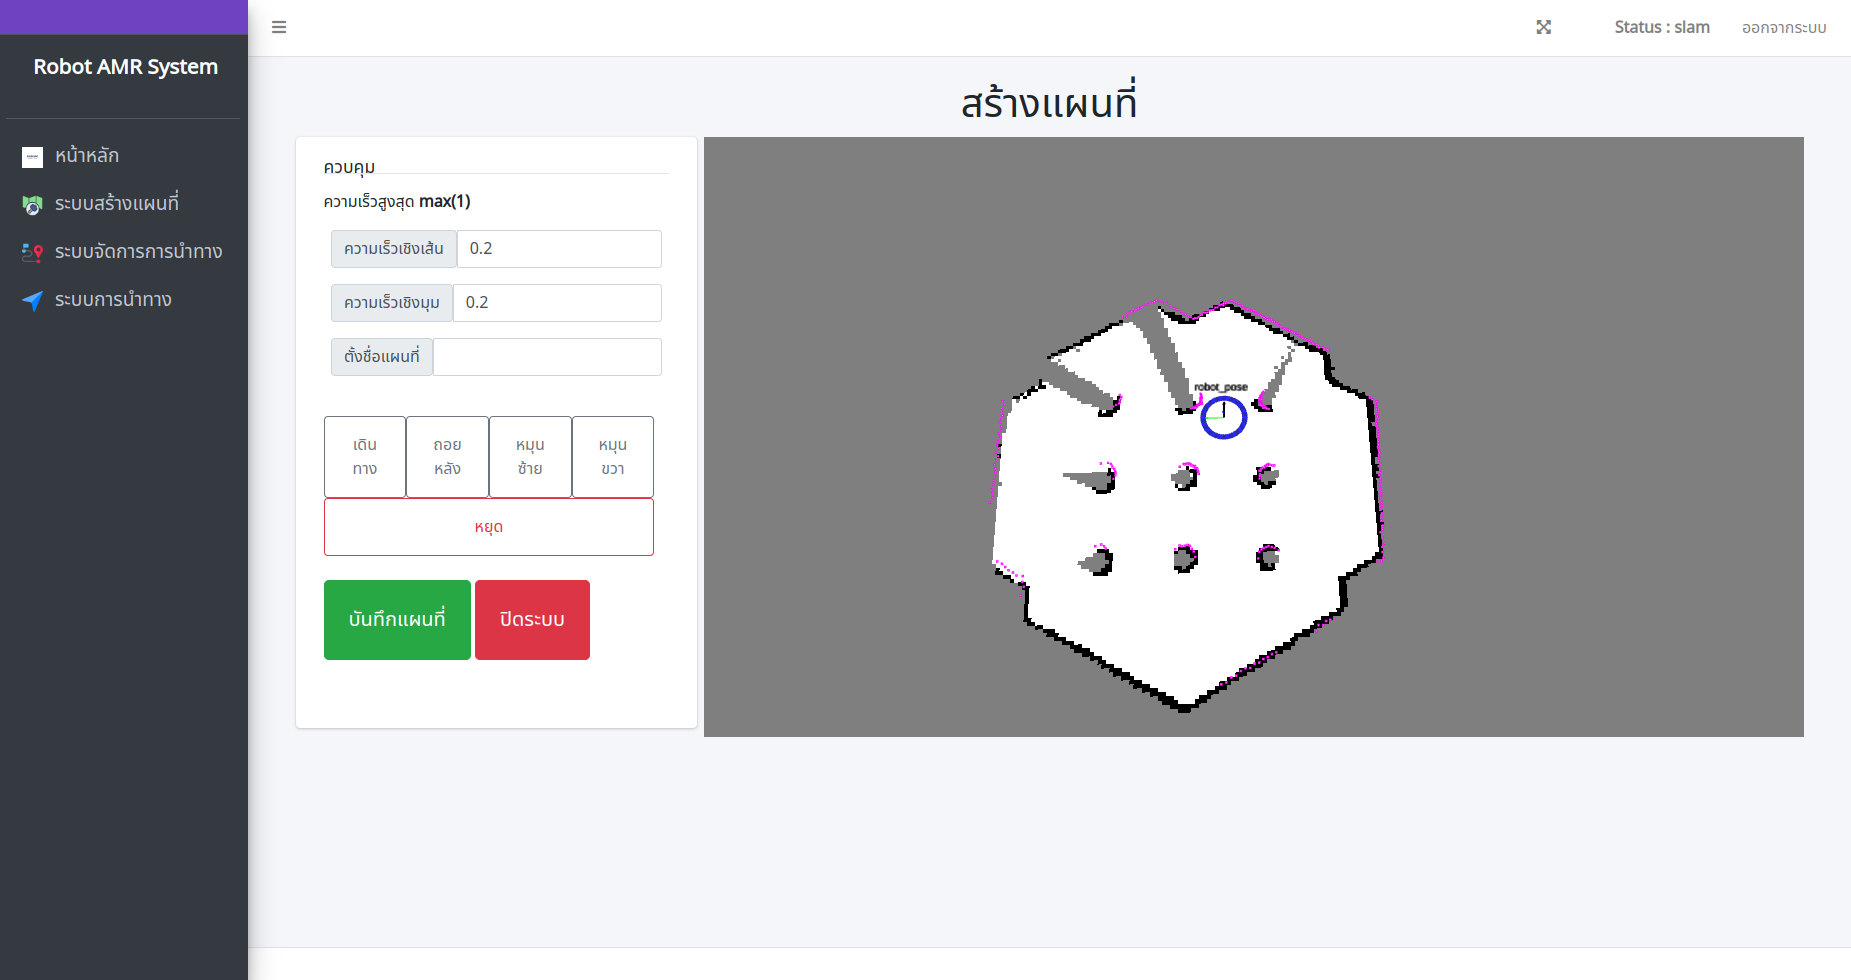 Robot AMR System
หน้าหลัก
ระบบสร้างแผนที่
ระบบจัดการการนำทาง
ระบบการนำทาง
Status : slam
ออกจากระบบ
สร้างแผนที่
ควบคุม
ความเร็วสูงสุด max(1)
ความเร็วเชิงเส้น 0.2
ความเร็วเชิงมุม 0.2
ตั้งชื่อแผนที่
เดิน
ทาง
ถอย
หลัง
หมุน
ซ้าย
หมุน
ขวา
หยุด
บันทึกแผนที่
ปิดระบบ
robot_pose